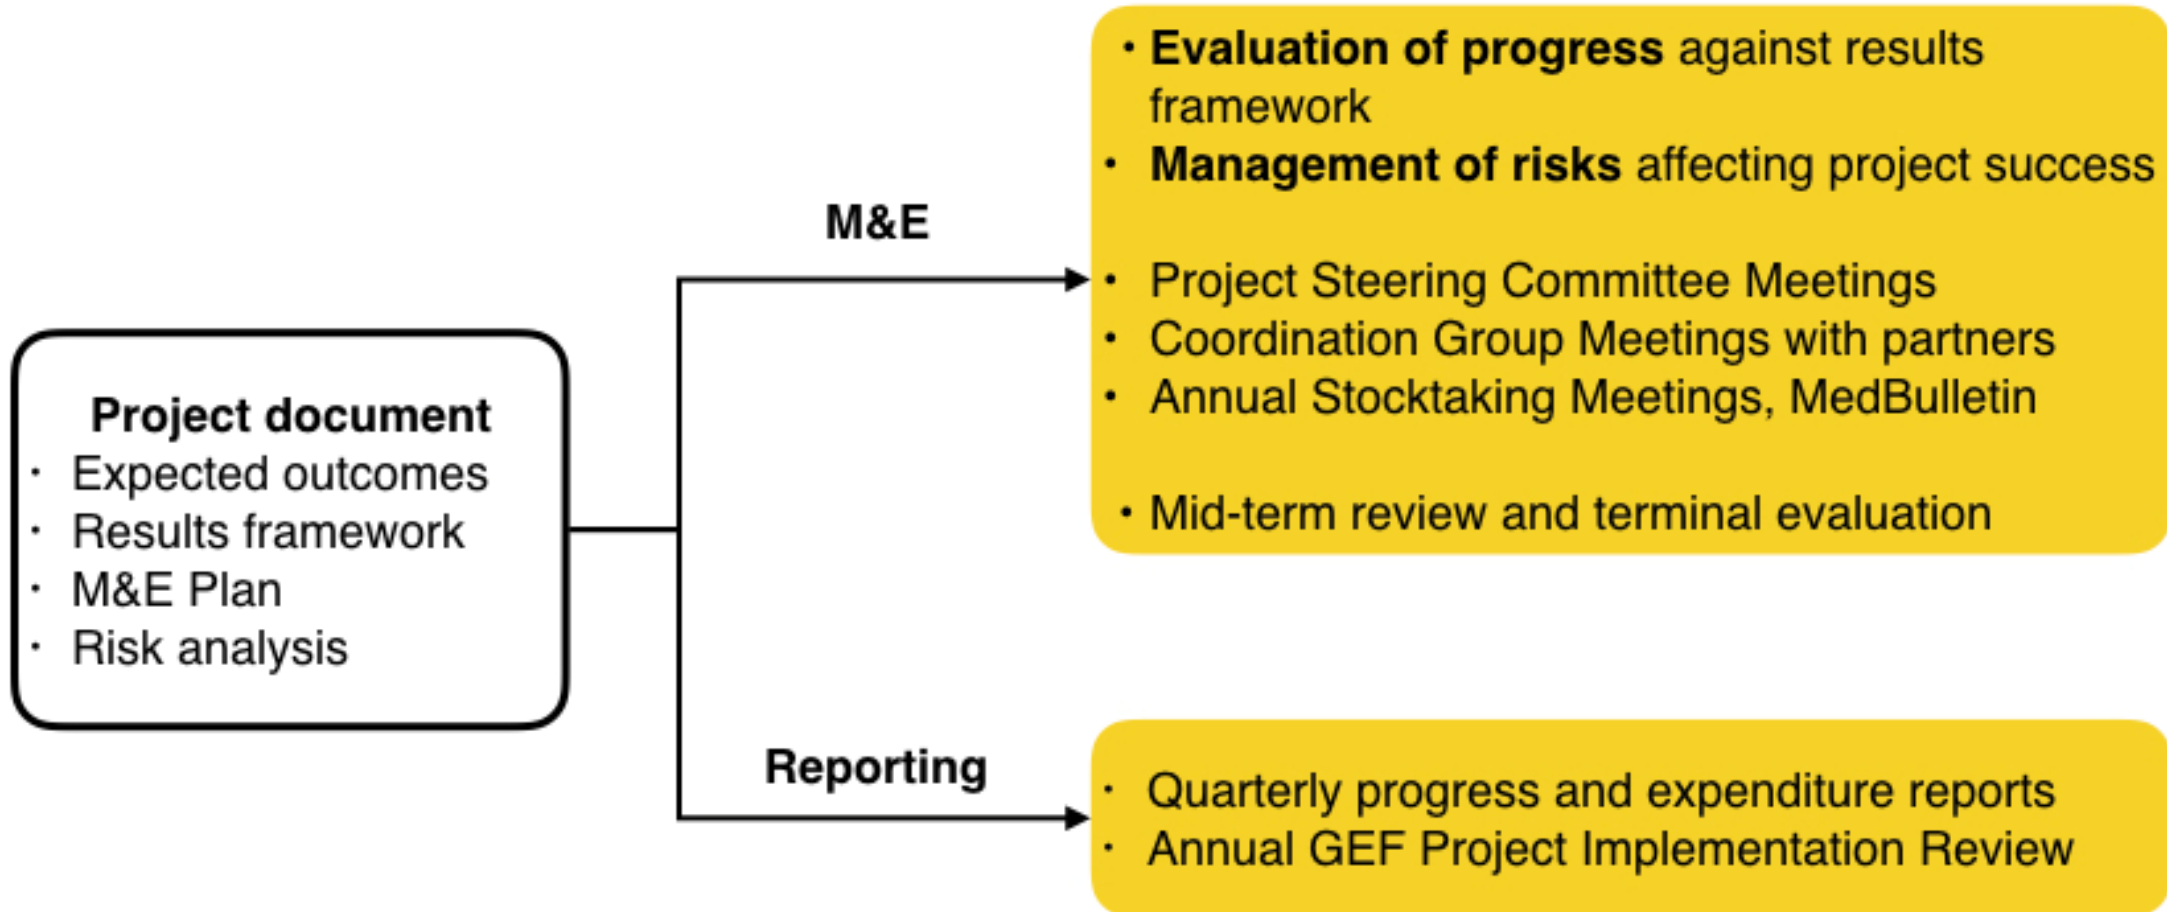 Project document
· Expected outcomes
· Results framework
· M&E Plan
· Risk analysis
M&E
• Evaluation of progress against results
framework
• Management of risks affecting project success
• Project Steering Committee Meetings
• Coordination Group Meetings with partners
• Annual Stocktaking Meetings, MedBulletin
• Mid-term review and terminal evaluation
Reporting
· Quarterly progress and expenditure reports
· Annual GEF Project Implementation Review